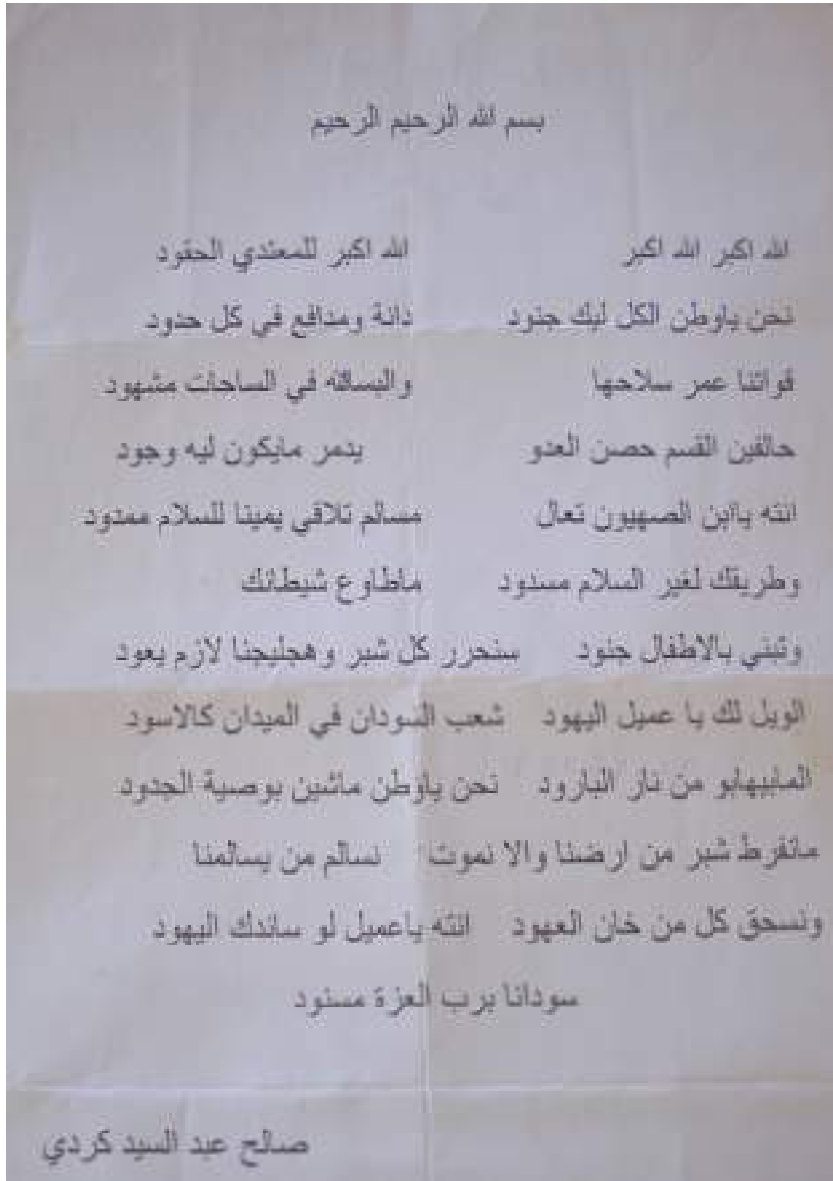 بسم الله الرحيم الرحيم
الله اكبر الله اكبر الله اكبر للمعتدي الحقود
نحن ياوطن الكل ليك جنود دانة ومدافع في كل حدود
قواتنا عمر سلاحها والبساله في الساحات مشهود
حالفين القسم حصن العدو يدمر مايكون ليه وجود
انته ياابن الصهيون تعال مسالم تلاقي يمينا للسلام ممدود
وطريقك لغير السلام مسدود ماطاوع شيطانك
وتبني بالاطفال جنود سنحرر كل شبر وهجليجنا لازم يعود
الويل لك يا عميل اليهود شعب السودان في الميدان كالاسود
المابيهابو من نار البارود نحن ياوطن ماشين بوصية الجدود
مانفرط شبر من ارضنا والا نموت نسالم من يسالمنا
ونسحق كل من خان العهود انته ياعميل لو ساندك اليهود
سودانا برب العزة مسنود
صالح عبد السيد كردي